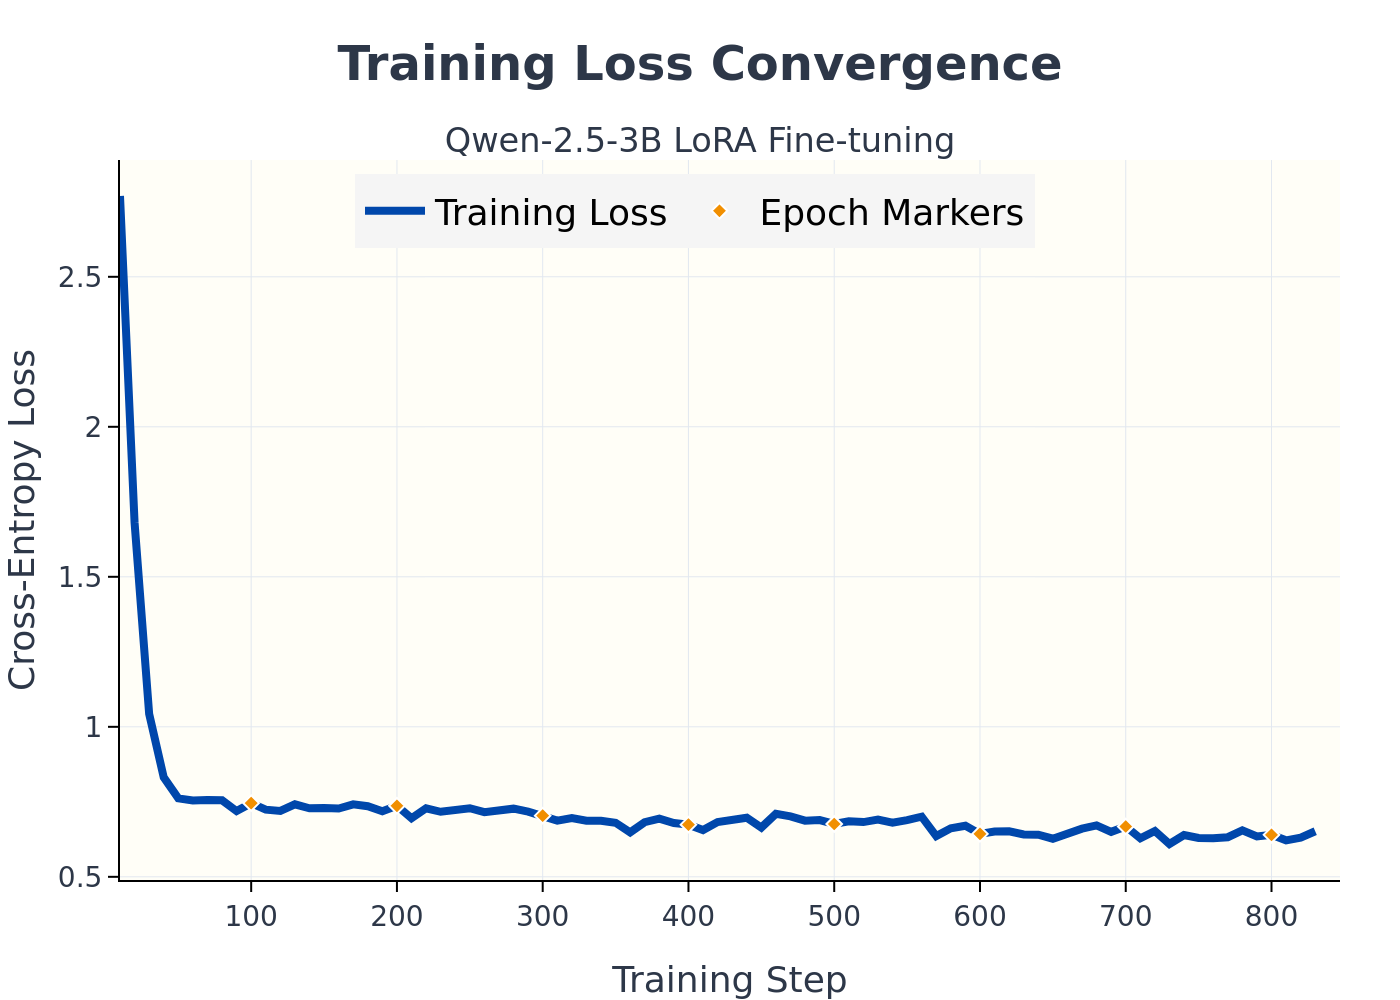 Training Loss Convergence
Qwen-2.5-3B LoRA Fine-tuning
Training Loss
Epoch Markers
Cross-Entropy Loss
2.5
2
1.5
1
0.5
100
200
300
400
500
600
700
800
Training Step